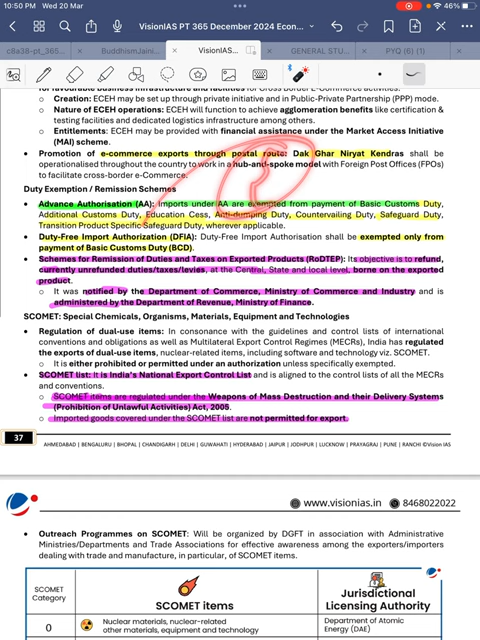 10:50 PM Wed 20 Mar
46%
VisionIAS PT 365 December 2024 Econ...
c8a38-pt_365...
BuddhismJaini...
VisionIAS...
GENERAL STU...
PYQ (6) (1)
for favourable business infrastructure and facilities for Cross Border E-Commerce activities.
o Creation: ECEH may be set up through private initiative and in Public-Private Partnership (PPP) mode.
o Nature of ECEH operations: ECEH will function to achieve agglomeration benefits like certification &
testing facilities and dedicated logistics infrastructure among others.
o Entitlements: ECEH may be provided with financial assistance under the Market Access Initiative
(MAI) scheme.
• Promotion of e-commerce exports through postal route: Dak Ghar Niryat Kendras shall be
operationalised throughout the country to work in a hub-and-spoke model with Foreign Post Offices (FPOs)
to facilitate cross-border e-Commerce.
Duty Exemption / Remission Schemes
• Advance Authorisation (AA): Imports under AA are exempted from payment of Basic Customs Duty,
Additional Customs Duty, Education Cess, Anti-dumping Duty, Countervailing Duty, Safeguard Duty,
Transition Product Specific Safeguard Duty, wherever applicable.
• Duty-Free Import Authorization (DFIA): Duty-Free Import Authorisation shall be exempted only from
payment of Basic Customs Duty (BCD).
• Schemes for Remission of Duties and Taxes on Exported Products (RoDTEP): Its objective is to refund,
currently unrefunded duties/taxes/levies, at the Central, State and local level, borne on the exported
product.
o It was notified by the Department of Commerce, Ministry of Commerce and Industry and is
administered by the Department of Revenue, Ministry of Finance.
SCOMET: Special Chemicals, Organisms, Materials, Equipment and Technologies
• Regulation of dual-use items: In consonance with the guidelines and control lists of international
conventions and obligations as well as Multilateral Export Control Regimes (MECRs), India has regulated
the exports of dual-use items, nuclear-related items, including software and technology viz. SCOMET.
o It is either prohibited or permitted under an authorization unless specifically exempted.
• SCOMET list: It is India's National Export Control List and is aligned to the control lists of all the MECRs
and conventions.
o SCOMET items are regulated under the Weapons of Mass Destruction and their Delivery Systems
(Prohibition of Unlawful Activities) Act, 2005.
o Imported goods covered under the SCOMET list are not permitted for export.
37
AHMEDABAD | BENGALURU | BHOPAL | CHANDIGARH | DELHI | GUWAHATI | HYDERABAD | JAIPUR | JODHPUR | LUCKNOW | PRAYAGRAJ | PUNE | RANCHI ©Vision IAS
www.visionias.in 8468022022
• Outreach Programmes on SCOMET: Will be organized by DGFT in association with Administrative
Ministries/Departments and Trade Associations for effective awareness among the exporters/importers
dealing with trade and manufacture, in particular, of SCOMET items.
SCOMET
Category
SCOMET items
Jurisdictional
Licensing Authority
0
Nuclear materials, nuclear-related
other materials, equipment and technology
Department of Atomic
Energy (DAE)